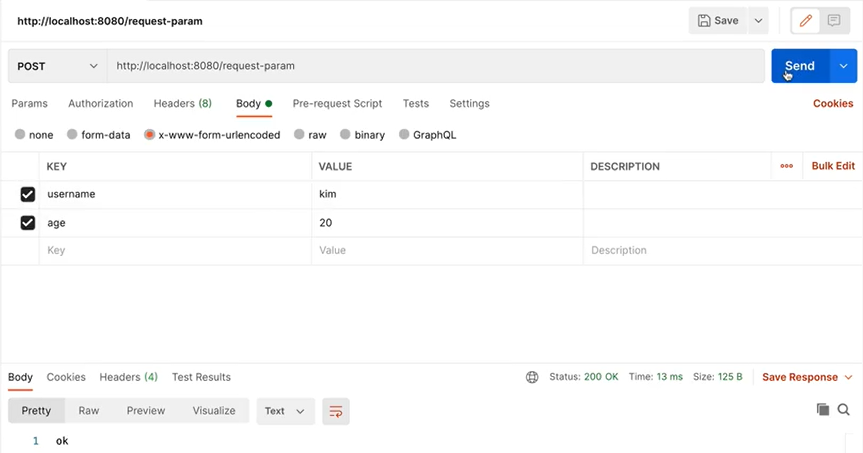 http://localhost:8080/request-param Save
POST http://localhost:8080/request-param Send
Params Authorization Headers (8) Body Pre-request Script Tests Settings Cookies
none form-data x-www-form-urlencoded raw binary GraphQL
KEY VALUE DESCRIPTION ooo Bulk Edit
username kim
age 20
Key Value Description
Body Cookies Headers (4) Test Results Status: 200 OK Time: 13 ms Size: 125 B Save Response
Pretty Raw Preview Visualize Text
1 ok